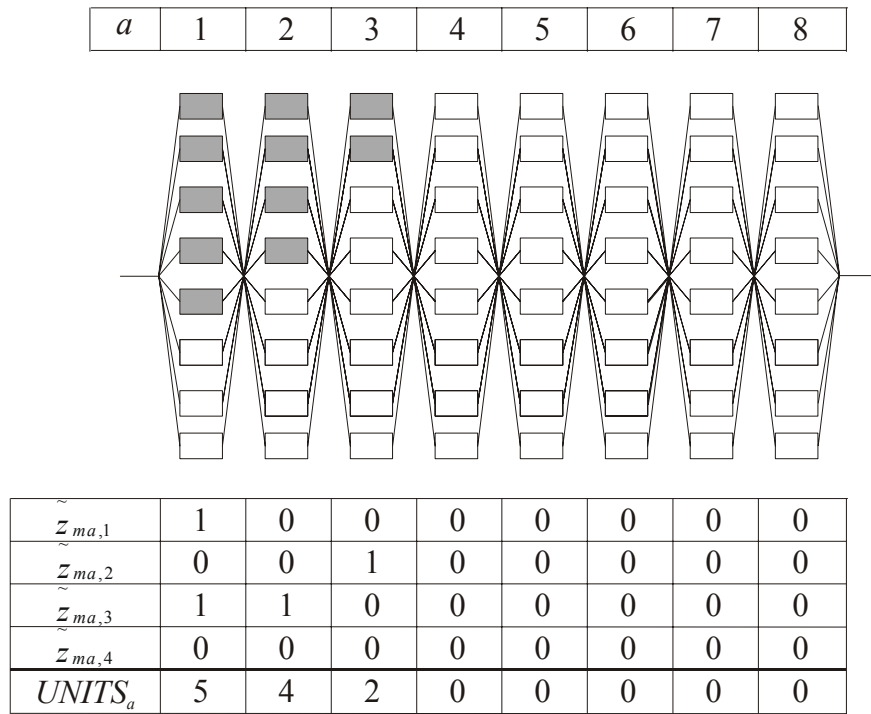 a 1 2 3 4 5 6 7 8
z̃ ma,1 1 0 0 0 0 0 0 0
z̃ ma,2 0 0 1 0 0 0 0 0
z̃ ma,3 1 1 0 0 0 0 0 0
z̃ ma,4 0 0 0 0 0 0 0 0
UNITSa 5 4 2 0 0 0 0 0